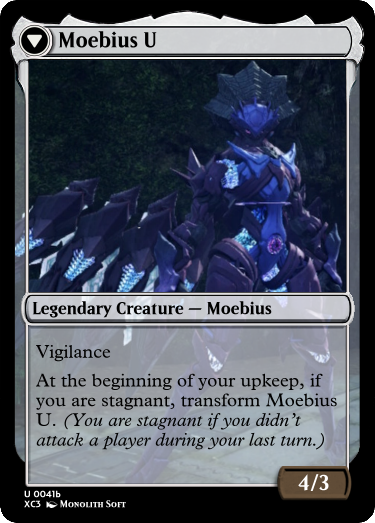 Moebius U
Legendary Creature — Moebius
Vigilance
At the beginning of your upkeep, if
you are stagnant, transform Moebius
U. (You are stagnant if you didn't
attack a player during your last turn.)
4/3
U 0041b
XC3 Monolith Soft